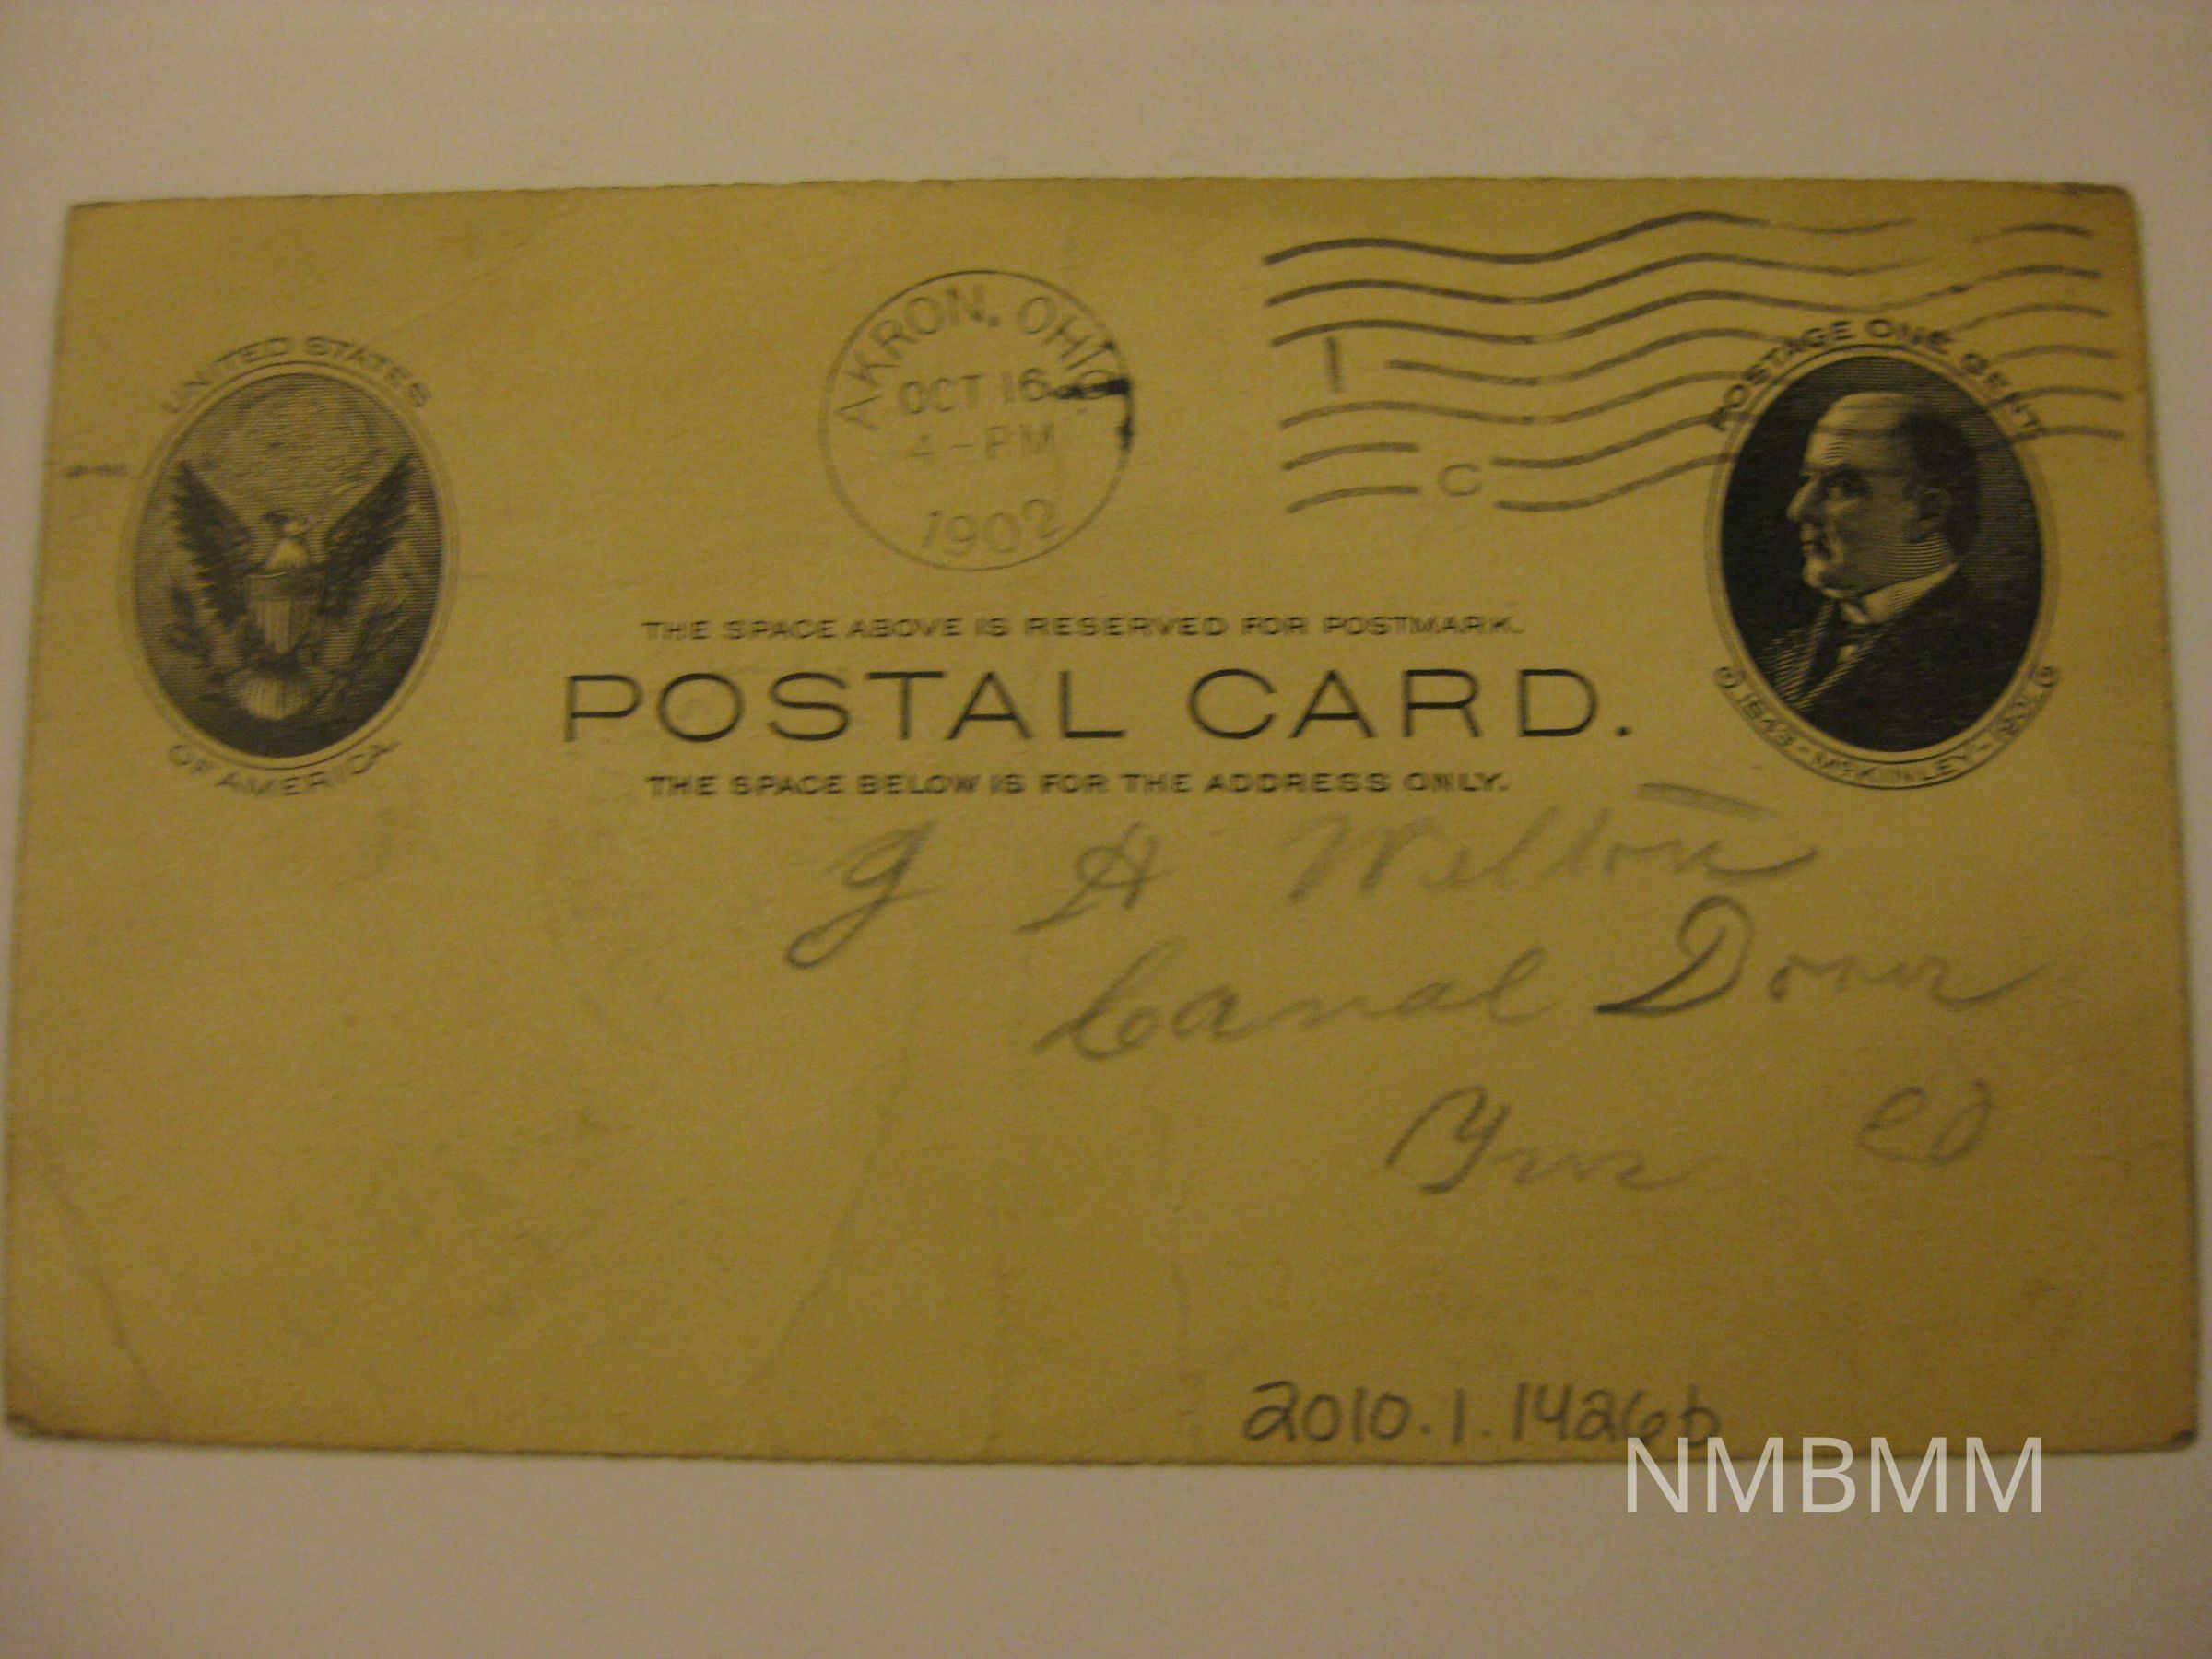 UNITED STATES
OF AMERICA.
AKRON, OHIO
OCT 16
4-PM
1902
1
C
POSTAGE ONE CENT
1843-McKINLEY-1901
THE SPACE ABOVE IS RESERVED FOR POSTMARK.
POSTAL CARD.
THE SPACE BELOW IS FOR THE ADDRESS ONLY.
J H Welton
Canal Dover
CO
2010.1.1426b
NMBMM